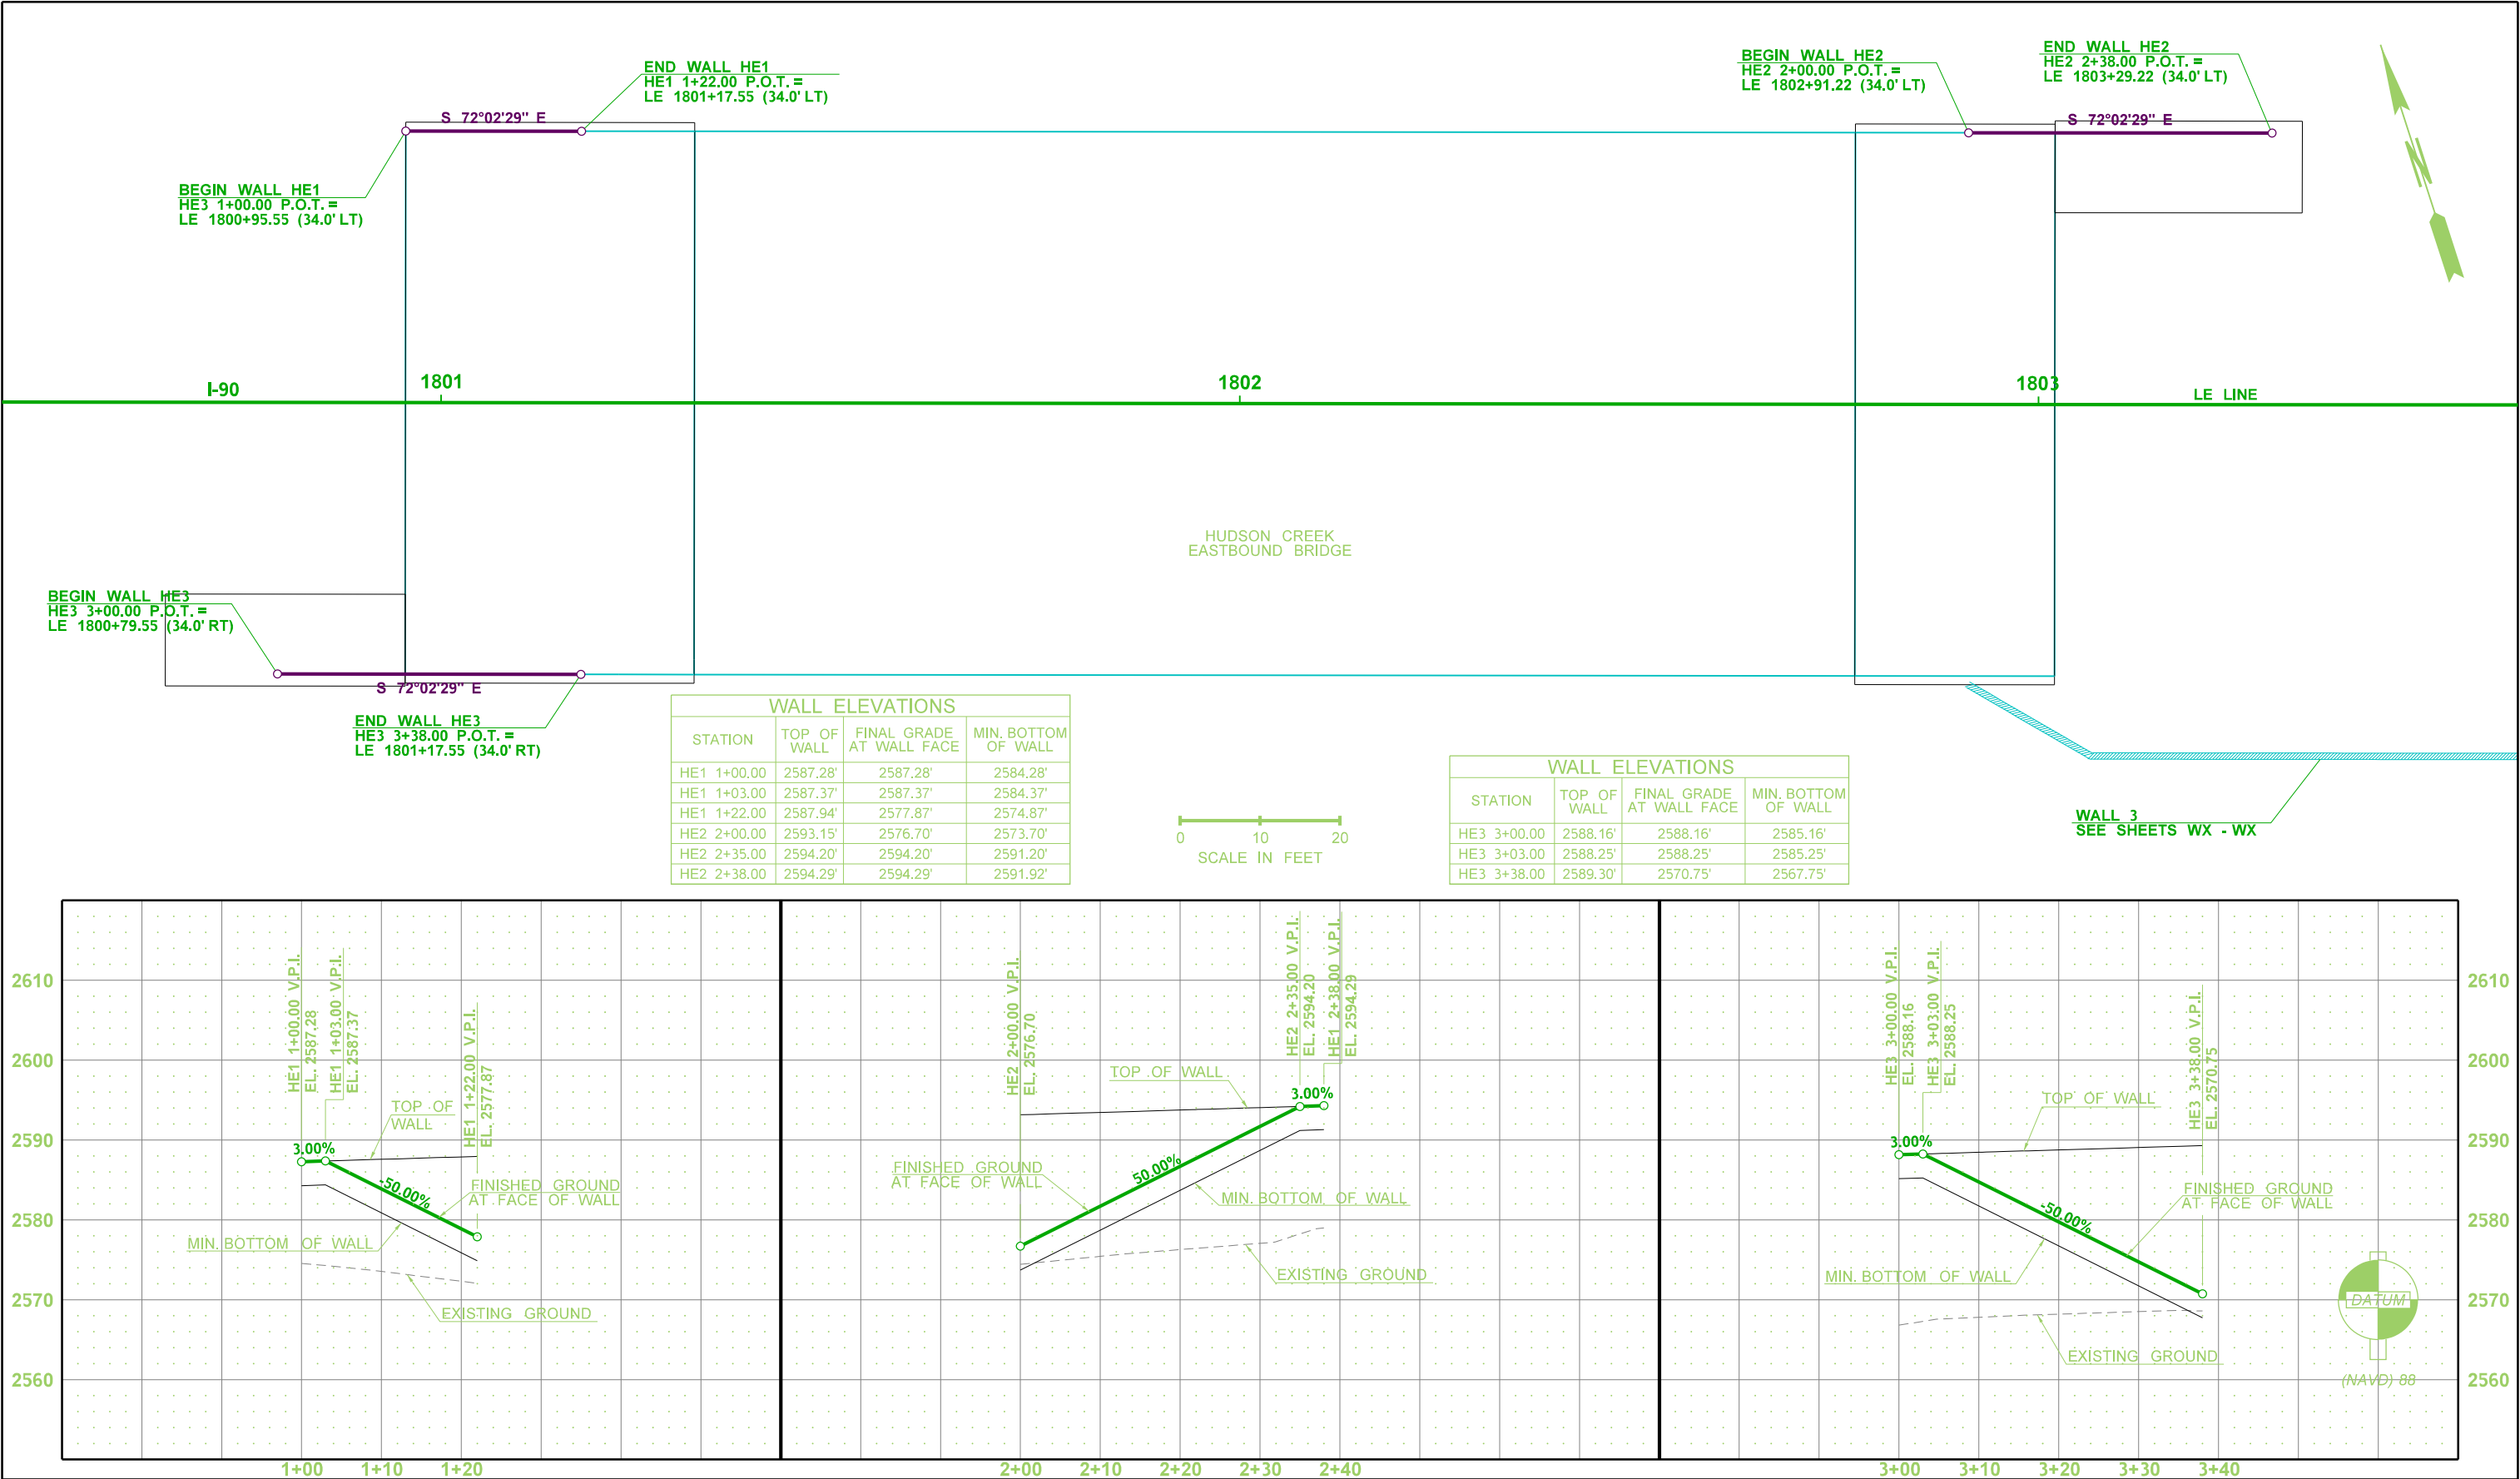 END WALL HE1
HE1 1+22.00 P.O.T. =
LE 1801+17.55 (34.0' LT)
BEGIN WALL HE2
HE2 2+00.00 P.O.T. =
LE 1802+91.22 (34.0' LT)
END WALL HE2
HE2 2+38.00 P.O.T. =
LE 1803+29.22 (34.0' LT)
S 72°02'29" E
S 72°02'29" E
BEGIN WALL HE1
HE3 1+00.00 P.O.T. =
LE 1800+95.55 (34.0' LT)
N
I-90
1801
1802
1803
LE LINE
HUDSON CREEK
EASTBOUND BRIDGE
BEGIN WALL HE3
HE3 3+00.00 P.O.T. =
LE 1800+79.55 (34.0' RT)
S 72°02'29" E
END WALL HE3
HE3 3+38.00 P.O.T. =
LE 1801+17.55 (34.0' RT)
WALL ELEVATIONS
STATION TOP OF WALL FINAL GRADE AT WALL FACE MIN. BOTTOM OF WALL
HE1 1+00.00 2587.28' 2587.28' 2584.28'
HE1 1+03.00 2587.37' 2587.37' 2584.37'
HE1 1+22.00 2587.94' 2577.87' 2574.87'
HE2 2+00.00 2593.15' 2576.70' 2573.70'
HE2 2+35.00 2594.20' 2594.20' 2591.20'
HE2 2+38.00 2594.29' 2594.29' 2591.92'
0 10 20
SCALE IN FEET
WALL ELEVATIONS
STATION TOP OF WALL FINAL GRADE AT WALL FACE MIN. BOTTOM OF WALL
HE3 3+00.00 2588.16' 2588.16' 2585.16'
HE3 3+03.00 2588.25' 2588.25' 2585.25'
HE3 3+38.00 2589.30' 2570.75' 2567.75'
WALL 3
SEE SHEETS WX - WX
2610
2600
2590
2580
2570
2560
HE1 1+00.00 V.P.I.
EL. 2587.28
HE1 1+03.00 V.P.I.
EL. 2587.37
HE1 1+22.00 V.P.I.
EL. 2577.87
3.00%
TOP OF
WALL
-50.00%
FINISHED GROUND
AT FACE OF WALL
MIN. BOTTOM OF WALL
EXISTING GROUND
1+00 1+10 1+20
HE2 2+00.00 V.P.I.
EL. 2576.70
HE2 2+35.00 V.P.I.
EL. 2594.20
HE1 2+38.00 V.P.I.
EL. 2594.29
TOP OF WALL
3.00%
FINISHED GROUND
AT FACE OF WALL
50.00%
MIN. BOTTOM OF WALL
EXISTING GROUND
2+00 2+10 2+20 2+30 2+40
HE3 3+00.00 V.P.I.
EL. 2588.16
HE3 3+03.00 V.P.I.
EL. 2588.25
HE3 3+38.00 V.P.I.
EL. 2570.75
3.00%
TOP OF WALL
-50.00%
FINISHED GROUND
AT FACE OF WALL
MIN. BOTTOM OF WALL
EXISTING GROUND
3+00 3+10 3+20 3+30 3+40
DATUM
(NAVD) 88
2610
2600
2590
2580
2570
2560